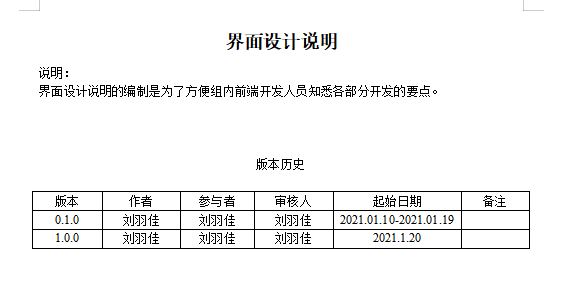 界面设计说明
说明：
界面设计说明的编制是为了方便组内前端开发人员知悉各部分开发的要点。
版本历史
版本 作者 参与者 审核人 起始日期 备注
0.1.0 刘羽佳 刘羽佳 刘羽佳 2021.01.10-2021.01.19
1.0.0 刘羽佳 刘羽佳 刘羽佳 2021.1.20